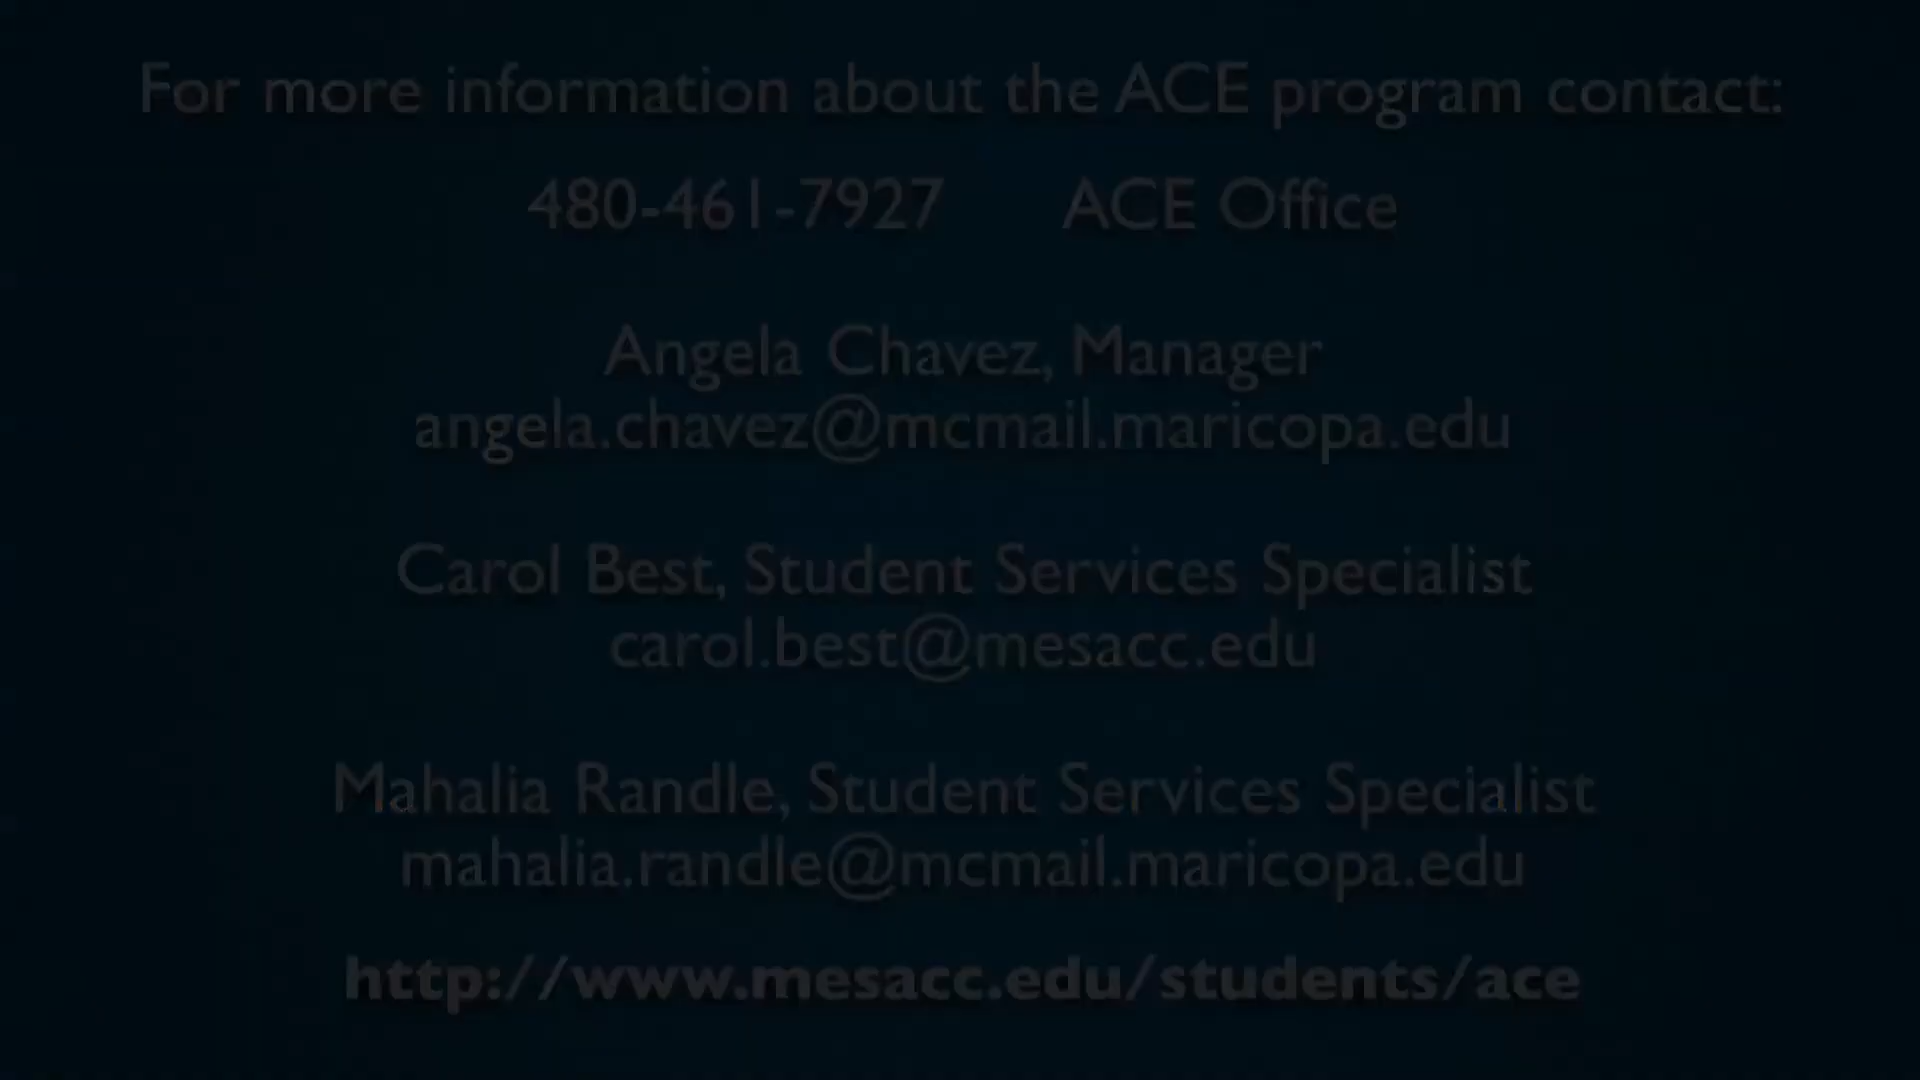 For more information about the ACE program contact:
480-461-7927 ACE Office
Angela Chavez, Manager
angela.chavez@mcmail.maricopa.edu
Carol Best, Student Services Specialist
carol.best@mesacc.edu
Mahalia Randle, Student Services Specialist
mahalia.randle@mcmail.maricopa.edu
http://www.mesacc.edu/students/ace